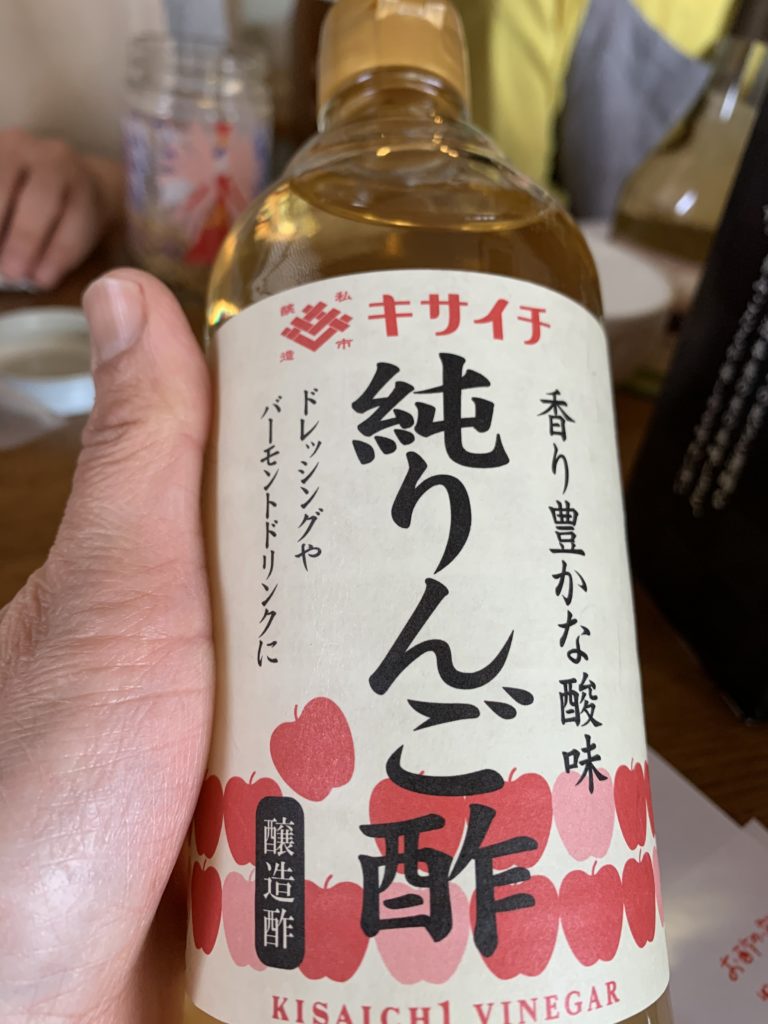 私市醸造
キサイチ
香り豊かな酸味
純りんご酢
ドレッシングや
バーモントドリンクに
醸造酢
KISAICHI VINEGAR